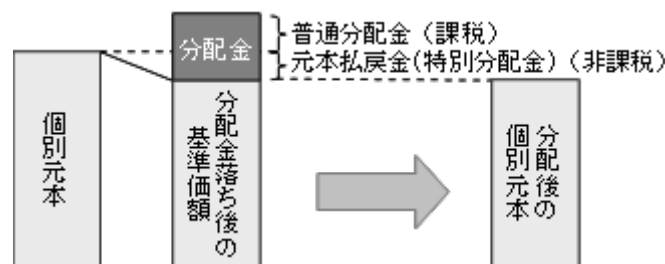 分配金
普通分配金（課税）
元本払戻金(特別分配金)（非課税）
個別元本
分配金落ち後の
基準価額
分配後の
個別元本